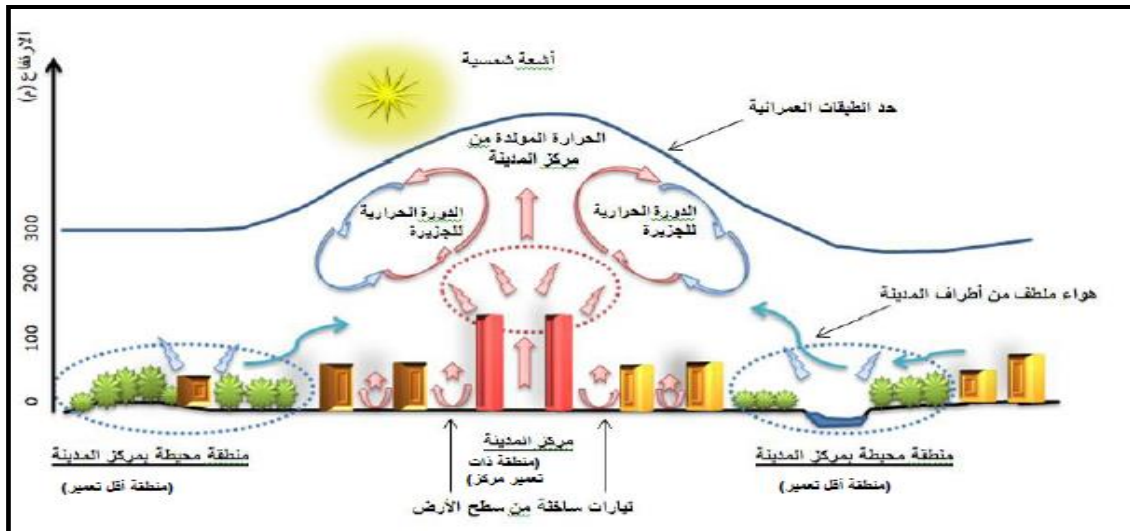 الارتفاع (م)
أشعة شمسية
حد الطبقات العمرانية
الحرارة المولدة من
مركز المدينة
الدورة الحرارية
للجزيرة
الدورة الحرارية
للجزيرة
300
200
100
0
هواء ملطف من أطراف المدينة
منطقة محيطة بمركز المدينة
(منطقة أقل تعمير)
مركز المدينة
(منطقة ذات
تعمير مركز)
منطقة محيطة بمركز المدينة
(منطقة أقل تعمير)
تيارات ساخنة من سطح الأرض